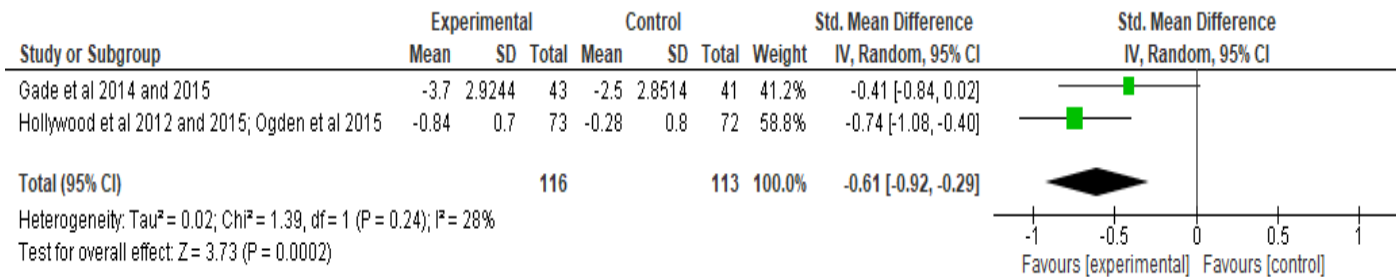 Experimental Control Std. Mean Difference Std. Mean Difference
Study or Subgroup Mean SD Total Mean SD Total Weight IV, Random, 95% CI IV, Random, 95% CI
Gade et al 2014 and 2015 -3.7 2.9244 43 -2.5 2.8514 41 41.2% -0.41 [-0.84, 0.02]
Hollywood et al 2012 and 2015; Ogden et al 2015 -0.84 0.7 73 -0.28 0.8 72 58.8% -0.74 [-1.08, -0.40]
Total (95% CI) 116 113 100.0% -0.61 [-0.92, -0.29]
Heterogeneity: Tau² = 0.02; Chi² = 1.39, df = 1 (P = 0.24); I² = 28%
Test for overall effect: Z = 3.73 (P = 0.0002)
-1 -0.5 0 0.5 1
Favours [experimental] Favours [control]